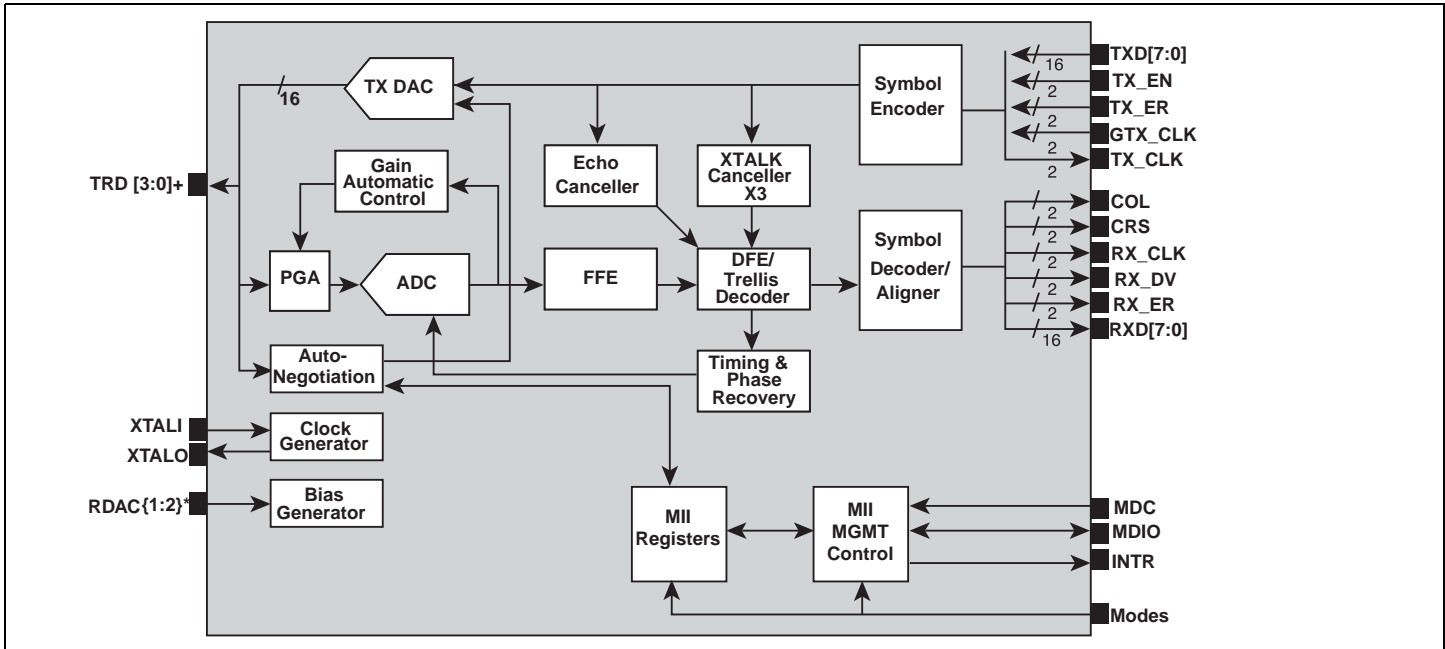 TX DAC
16
Symbol
Encoder
TXD[7:0]
16
TX_EN
2
TX_ER
2
GTX_CLK
2
TX_CLK
2
Echo
Canceller
XTALK
Canceller
X3
Gain
Automatic
Control
TRD [3:0]+
PGA
ADC
FFE
DFE/
Trellis
Decoder
Symbol
Decoder/
Aligner
COL
2
CRS
2
RX_CLK
2
RX_DV
2
RX_ER
2
RXD[7:0]
16
Auto-
Negotiation
Timing &
Phase
Recovery
XTALI
XTALO
Clock
Generator
RDAC{1:2}*
Bias
Generator
MII
Registers
MII
MGMT
Control
MDC
MDIO
INTR
Modes